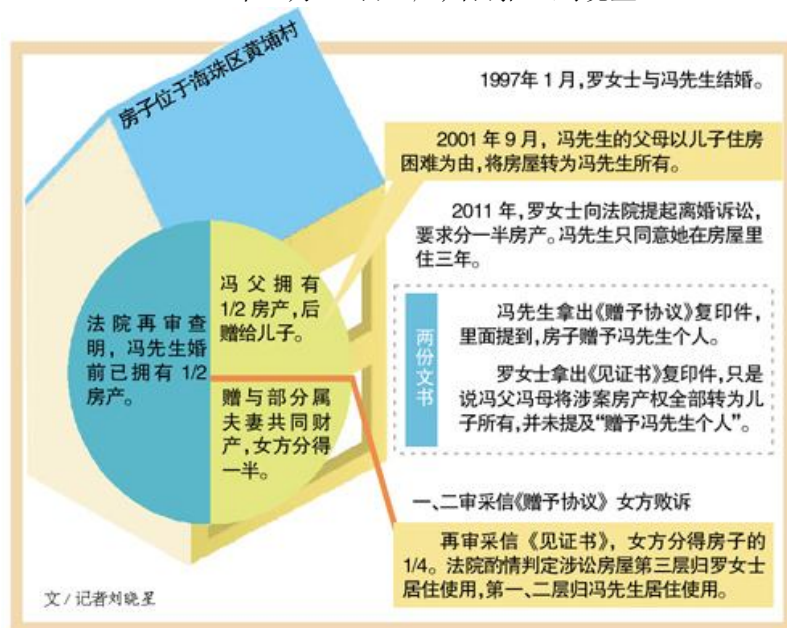 房子位于海珠区黄埔村
1997年1月,罗女士与冯先生结婚。
2001年9月,冯先生的父母以儿子住房
困难为由,将房屋转为冯先生所有。
2011年,罗女士向法院提起离婚诉讼,
要求分一半房产。冯先生只同意她在房屋里
住三年。
法院再审查
明,冯先生婚
前已拥有1/2
房产。
冯父拥有
1/2房产,后
赠给儿子。
赠与部分属
夫妻共同财
产,女方分得
一半。
两份文书
冯先生拿出《赠予协议》复印件,
里面提到,房子赠予冯先生个人。
罗女士拿出《见证书》复印件,只是
说冯父冯母将涉案房产权全部转为儿
子所有,并未提及“赠予冯先生个人”。
一、二审采信《赠予协议》女方败诉
再审采信《见证书》,女方分得房子的
1/4。法院酌情判定涉讼房屋第三层归罗女士
居住使用,第一、二层归冯先生居住使用。
文/记者刘晓星